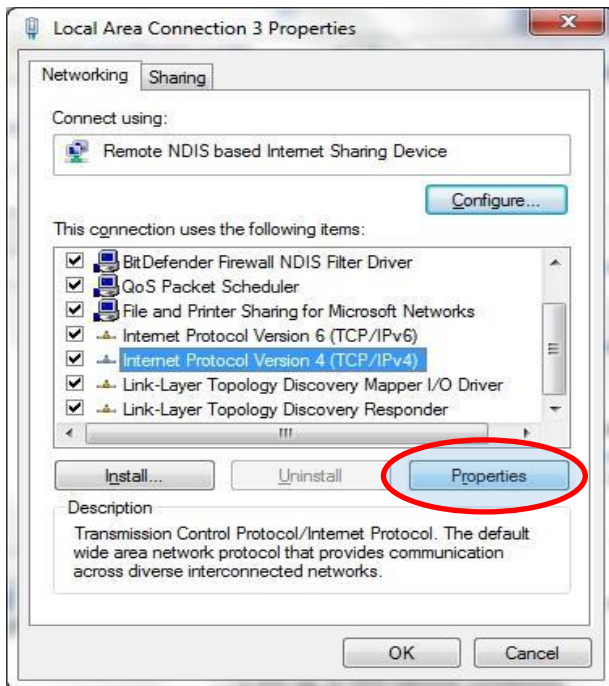 Local Area Connection 3 Properties
Networking
Sharing
Connect using:
Remote NDIS based Internet Sharing Device
Configure...
This connection uses the following items:
BitDefender Firewall NDIS Filter Driver
QoS Packet Scheduler
File and Printer Sharing for Microsoft Networks
Internet Protocol Version 6 (TCP/IPv6)
Internet Protocol Version 4 (TCP/IPv4)
Link-Layer Topology Discovery Mapper I/O Driver
Link-Layer Topology Discovery Responder
Install...
Uninstall
Properties
Description
Transmission Control Protocol/Internet Protocol. The default
wide area network protocol that provides communication
across diverse interconnected networks.
OK
Cancel